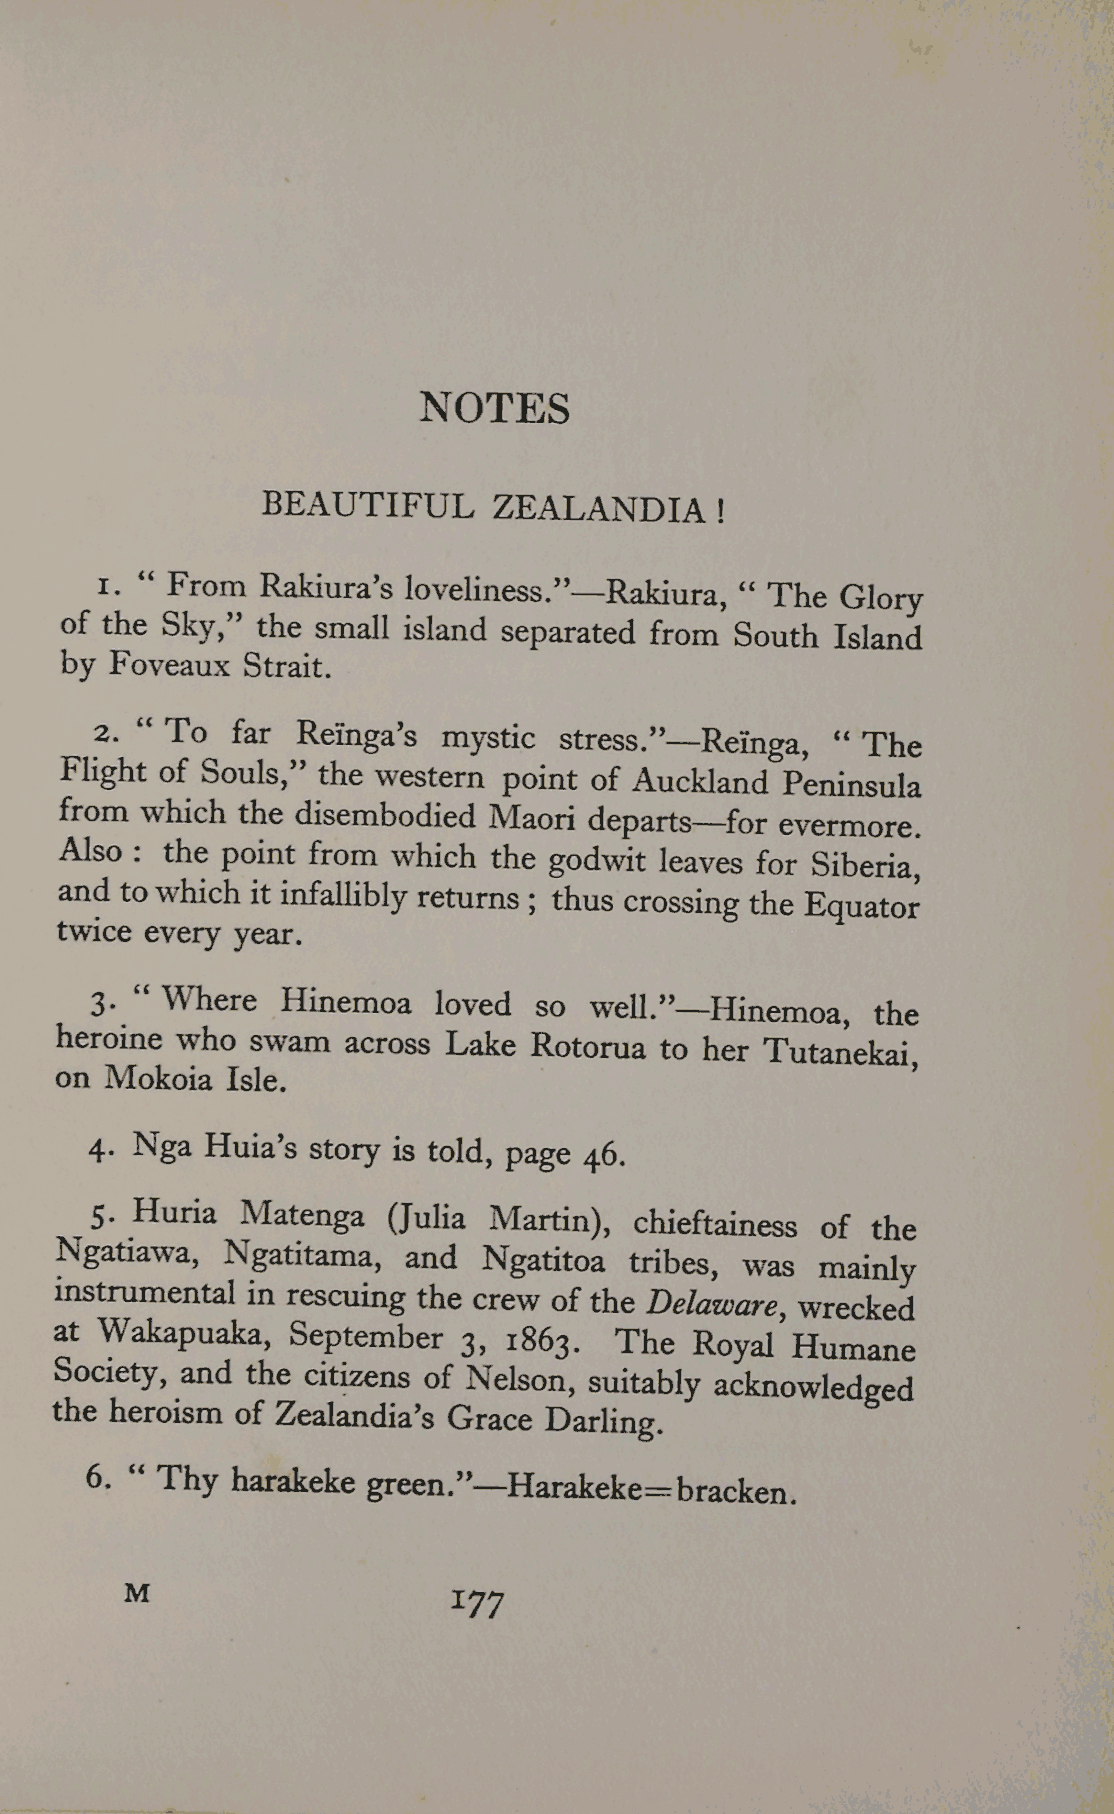 NOTES
BEAUTIFUL ZEALANDIA !
1. “ From Rakiura’s loveliness.”—Rakiura, “ The Glory
of the Sky,” the small island separated from South Island
by Foveaux Strait.
2. “ To far Reïnga’s mystic stress.”—Reïnga, “ The
Flight of Souls,” the western point of Auckland Peninsula
from which the disembodied Maori departs—for evermore.
Also : the point from which the godwit leaves for Siberia,
and to which it infallibly returns ; thus crossing the Equator
twice every year.
3. “ Where Hinemoa loved so well.”—Hinemoa, the
heroine who swam across Lake Rotorua to her Tutanekai,
on Mokoia Isle.
4. Nga Huia’s story is told, page 46.
5. Huria Matenga (Julia Martin), chieftainess of the
Ngatiawa, Ngatitama, and Ngatitoa tribes, was mainly
instrumental in rescuing the crew of the Delaware, wrecked
at Wakapuaka, September 3, 1863. The Royal Humane
Society, and the citizens of Nelson, suitably acknowledged
the heroism of Zealandia’s Grace Darling.
6. “ Thy harakeke green.”—Harakeke=bracken.
M 177